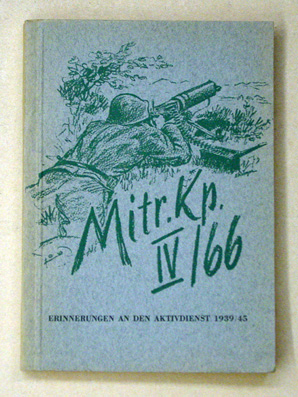 Mitr. Kp.
IV/66
ERINNERUNGEN AN DEN AKTIVDIENST 1939/45